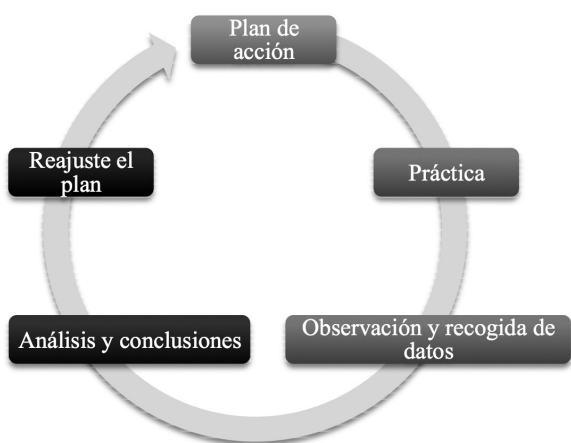 Plan de
acción
Práctica
Observación y recogida de
datos
Análisis y conclusiones
Reajuste el
plan